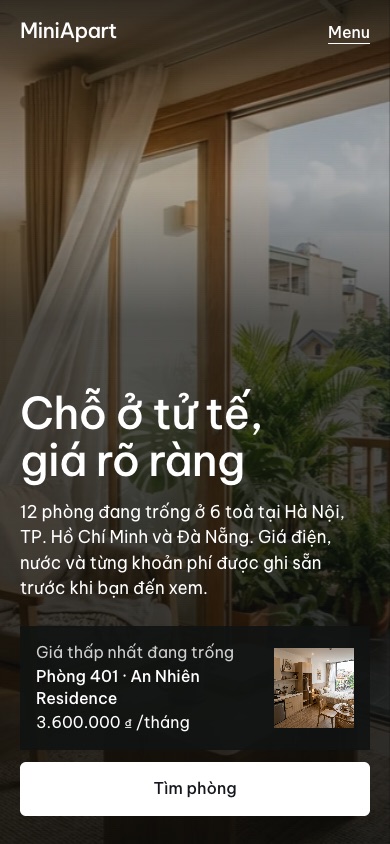 MiniApart
Menu
Chỗ ở tử tế,
giá rõ ràng
12 phòng đang trống ở 6 toà tại Hà Nội,
TP. Hồ Chí Minh và Đà Nẵng. Giá điện,
nước và từng khoản phí được ghi sẵn
trước khi bạn đến xem.
Giá thấp nhất đang trống
Phòng 401 · An Nhiên
Residence
3.600.000 ₫ /tháng
Tìm phòng